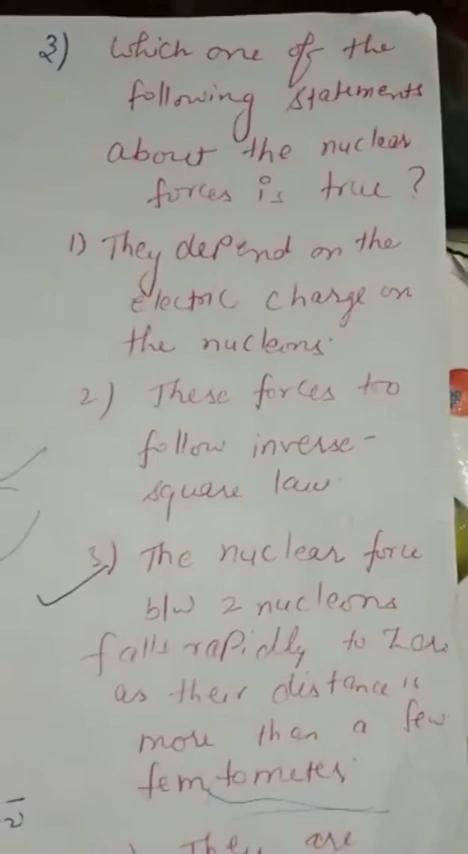 3) Which one of the
following statements
about the nuclear
forces is true?
1) They depend on the
electric charge on
the nucleons.
2) These forces too
follow inverse-
square law.
3) The nuclear force
b/w 2 nucleons
falls rapidly to zero
as their distance is
more than a few
femtometer.
They are